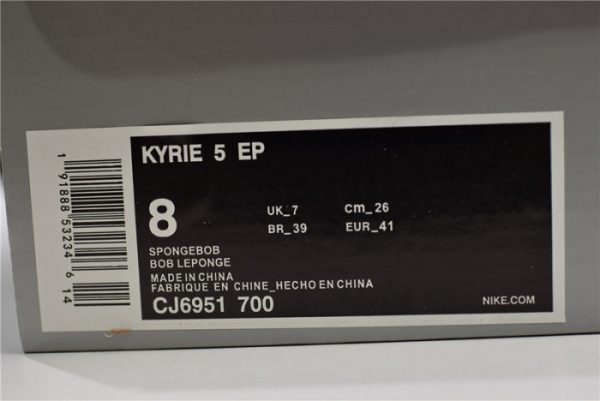 KYRIE 5 EP
8
UK_7 Cm_26
BR_39 EUR_41
SPONGEBOB
BOB LEPONGE
MADE IN CHINA
FABRIQUE EN CHINE_HECHO EN CHINA
CJ6951 700
NIKE.COM
1 91888 53234 6 14